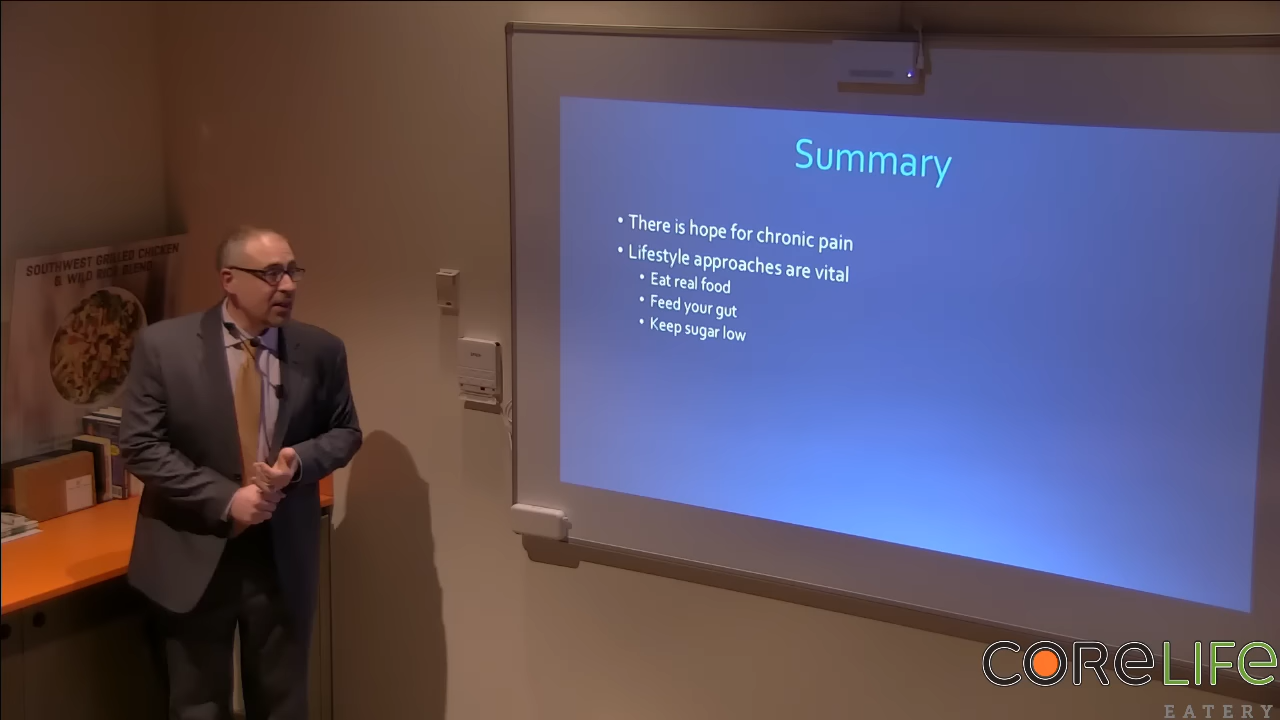 SOUTHWEST GRILLED CHICKEN
& WILD RICE BLEND
Summary
• There is hope for chronic pain
• Lifestyle approaches are vital
• Eat real food
• Feed your gut
• Keep sugar low
CORELIFE
EATERY